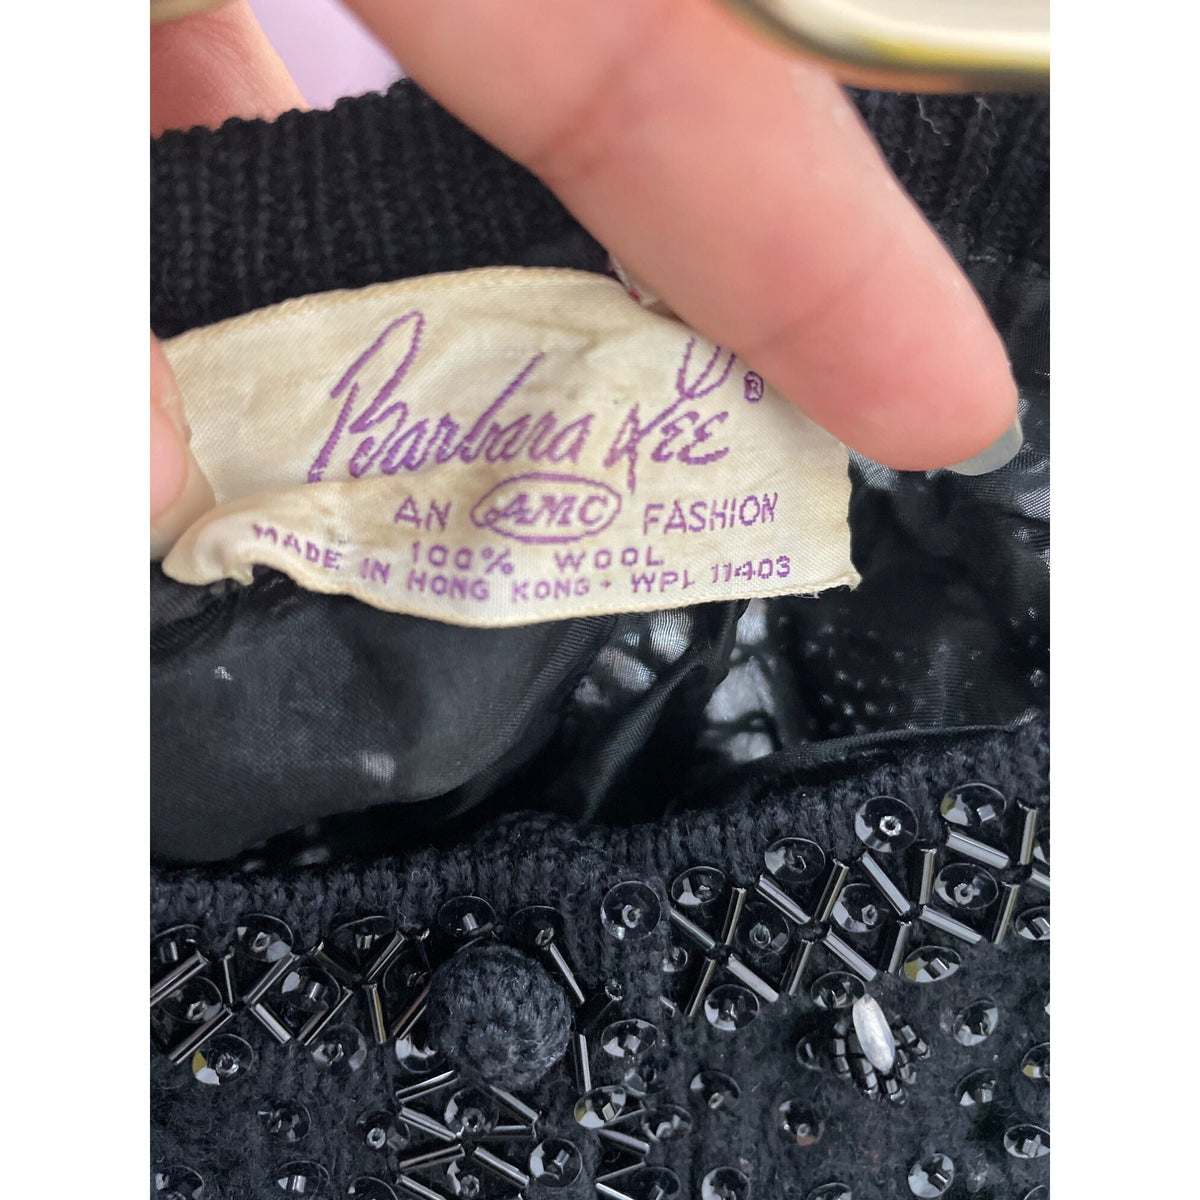 Barbara Lee ®
AN AMC FASHION
100% WOOL
MADE IN HONG KONG · WPL 11403